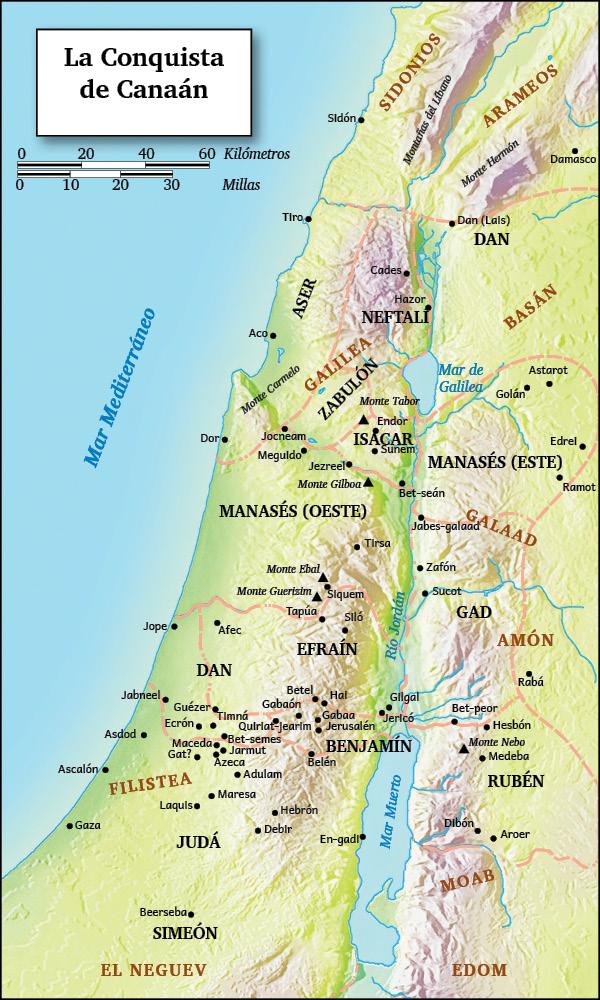 La Conquista
de Canaán
0 20 40 60 Kilómetros
0 10 20 30 Millas
SIDONIOS
Montañas del Líbano
ARAMEOS
Sidón
Monte Hermón
Damasco
Tiro
Dan (Lais)
DAN
Cades
ASER
Hazor
NEFTALÍ
BASÁN
Mar Mediterráneo
Aco
GALILEA
Mar de
Galilea
Astarot
Golán
ZABULÓN
Monte Carmelo
Monte Tabor
Endor
Jocneam
Dor
ISACAR
Sunem
Edrei
Meguido
Jezreel
MANASÉS (ESTE)
Monte Gilboa
Ramot
Bet-seán
MANASÉS (OESTE)
Jabes-galaad
GALAAD
Tirsa
Zafón
Monte Ebal
Monte Guerizim
Siquem
Sucot
Tapúa
Siló
GAD
Río Jordán
Jope
Afec
EFRAÍN
AMÓN
DAN
Rabá
Jabneel
Betel
Hai
Gilgal
Guézer
Gabaón
Timná
Gabaa
Jericó
Bet-peor
Ecrón
Quiriat-jearim
Jerusalén
Hesbón
Asdod
Bet-semes
BENJAMÍN
Monte Nebo
Maceda
Jarmut
Gat?
Azeca
Belén
Medeba
Ascalón
Adulam
FILISTEA
RUBÉN
Maresa
Laquis
Hebrón
Mar Muerto
Gaza
Debir
Dibón
JUDÁ
En-gadi
Aroer
MOAB
Beerseba
SIMEÓN
EL NEGUEV
EDOM